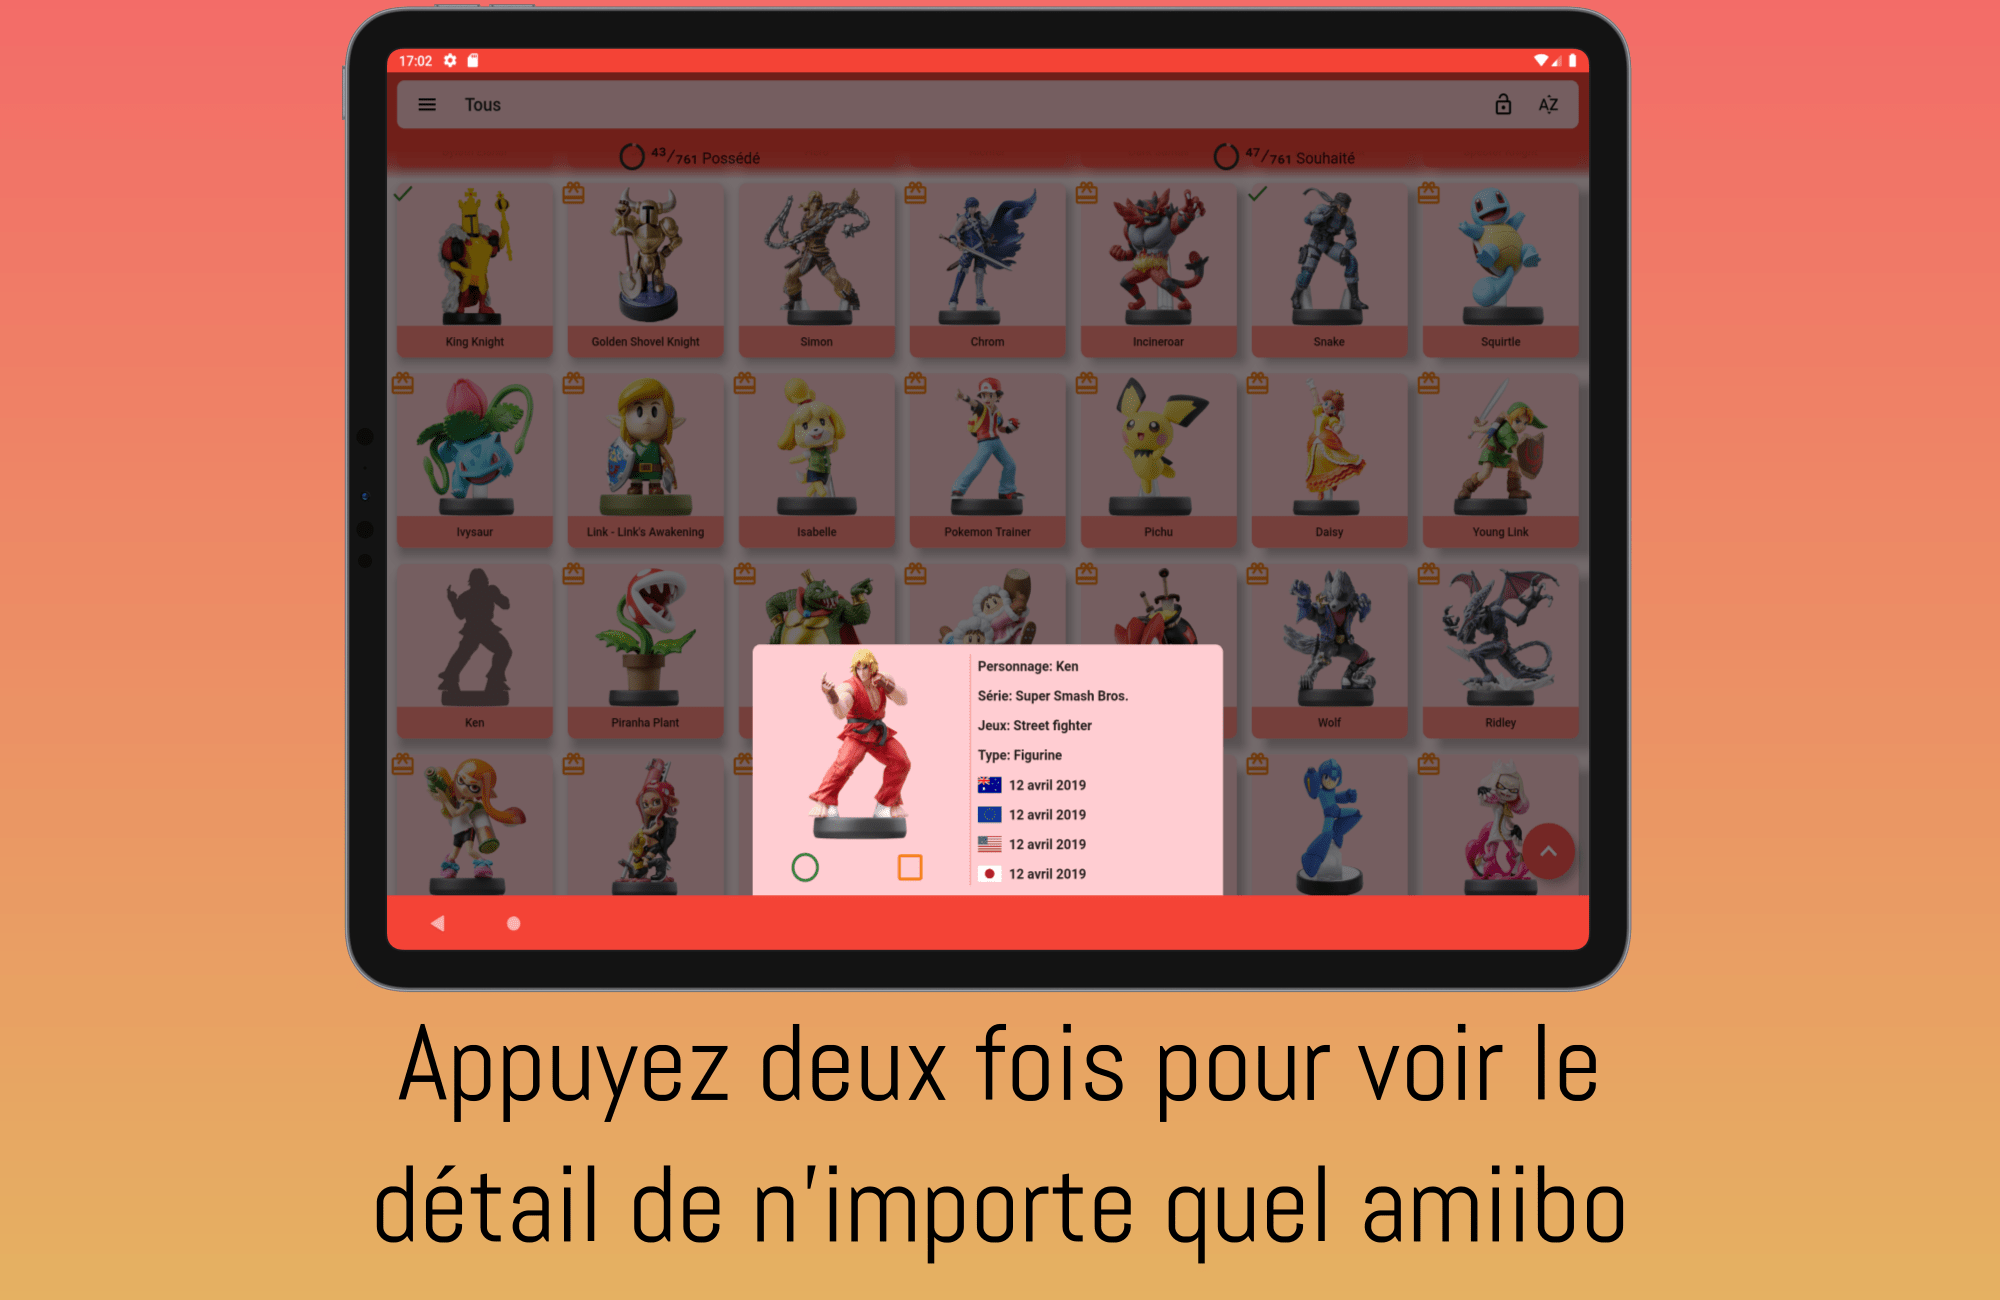 17:02
Tous
AZ
43/761 Possédé
47/761 Souhaité
King Knight
Golden Shovel Knight
Simon
Chrom
Incineroar
Snake
Squirtle
Ivysaur
Link - Link's Awakening
Isabelle
Pokemon Trainer
Pichu
Daisy
Young Link
Ken
Piranha Plant
Wolf
Ridley
Personnage: Ken
Série: Super Smash Bros.
Jeux: Street fighter
Type: Figurine
12 avril 2019
12 avril 2019
12 avril 2019
12 avril 2019
Appuyez deux fois pour voir le
détail de n'importe quel amiibo